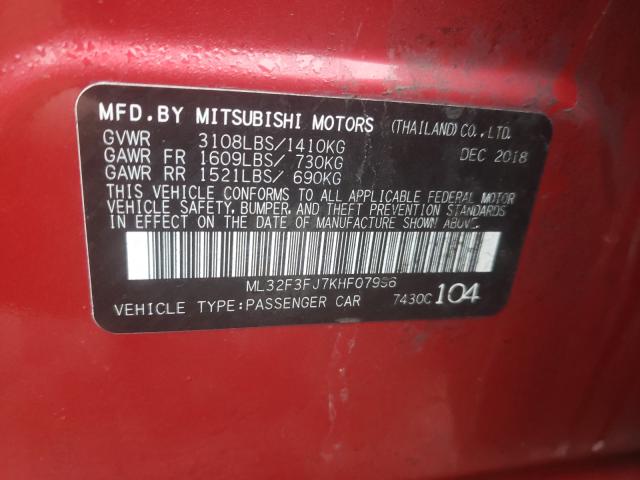 MFD.BY MITSUBISHI MOTORS (THAILAND) CO.,LTD.
GVWR 3108LBS/1410KG DEC 2018
GAWR FR 1609LBS/ 730KG
GAWR RR 1521LBS/ 690KG
THIS VEHICLE CONFORMS TO ALL APPLICABLE FEDERAL MOTOR
VEHICLE SAFETY, BUMPER, AND THEFT PREVENTION STANDARDS
IN EFFECT ON THE DATE OF MANUFACTURE SHOWN ABOVE.
ML32F3FJ7KHF07996
VEHICLE TYPE:PASSENGER CAR 7430C 104